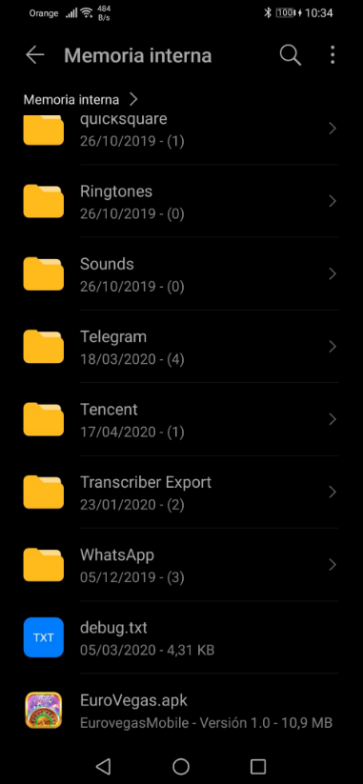 Orange 484 B/s 100 10:34
Memoria interna
Memoria interna
quicksquare
26/10/2019 - (1)
Ringtones
26/10/2019 - (0)
Sounds
26/10/2019 - (0)
Telegram
18/03/2020 - (4)
Tencent
17/04/2020 - (1)
Transcriber Export
23/01/2020 - (2)
WhatsApp
05/12/2019 - (3)
TXT
debug.txt
05/03/2020 - 4,31 KB
EuroVegas.apk
EurovegasMobile - Versión 1.0 - 10,9 MB